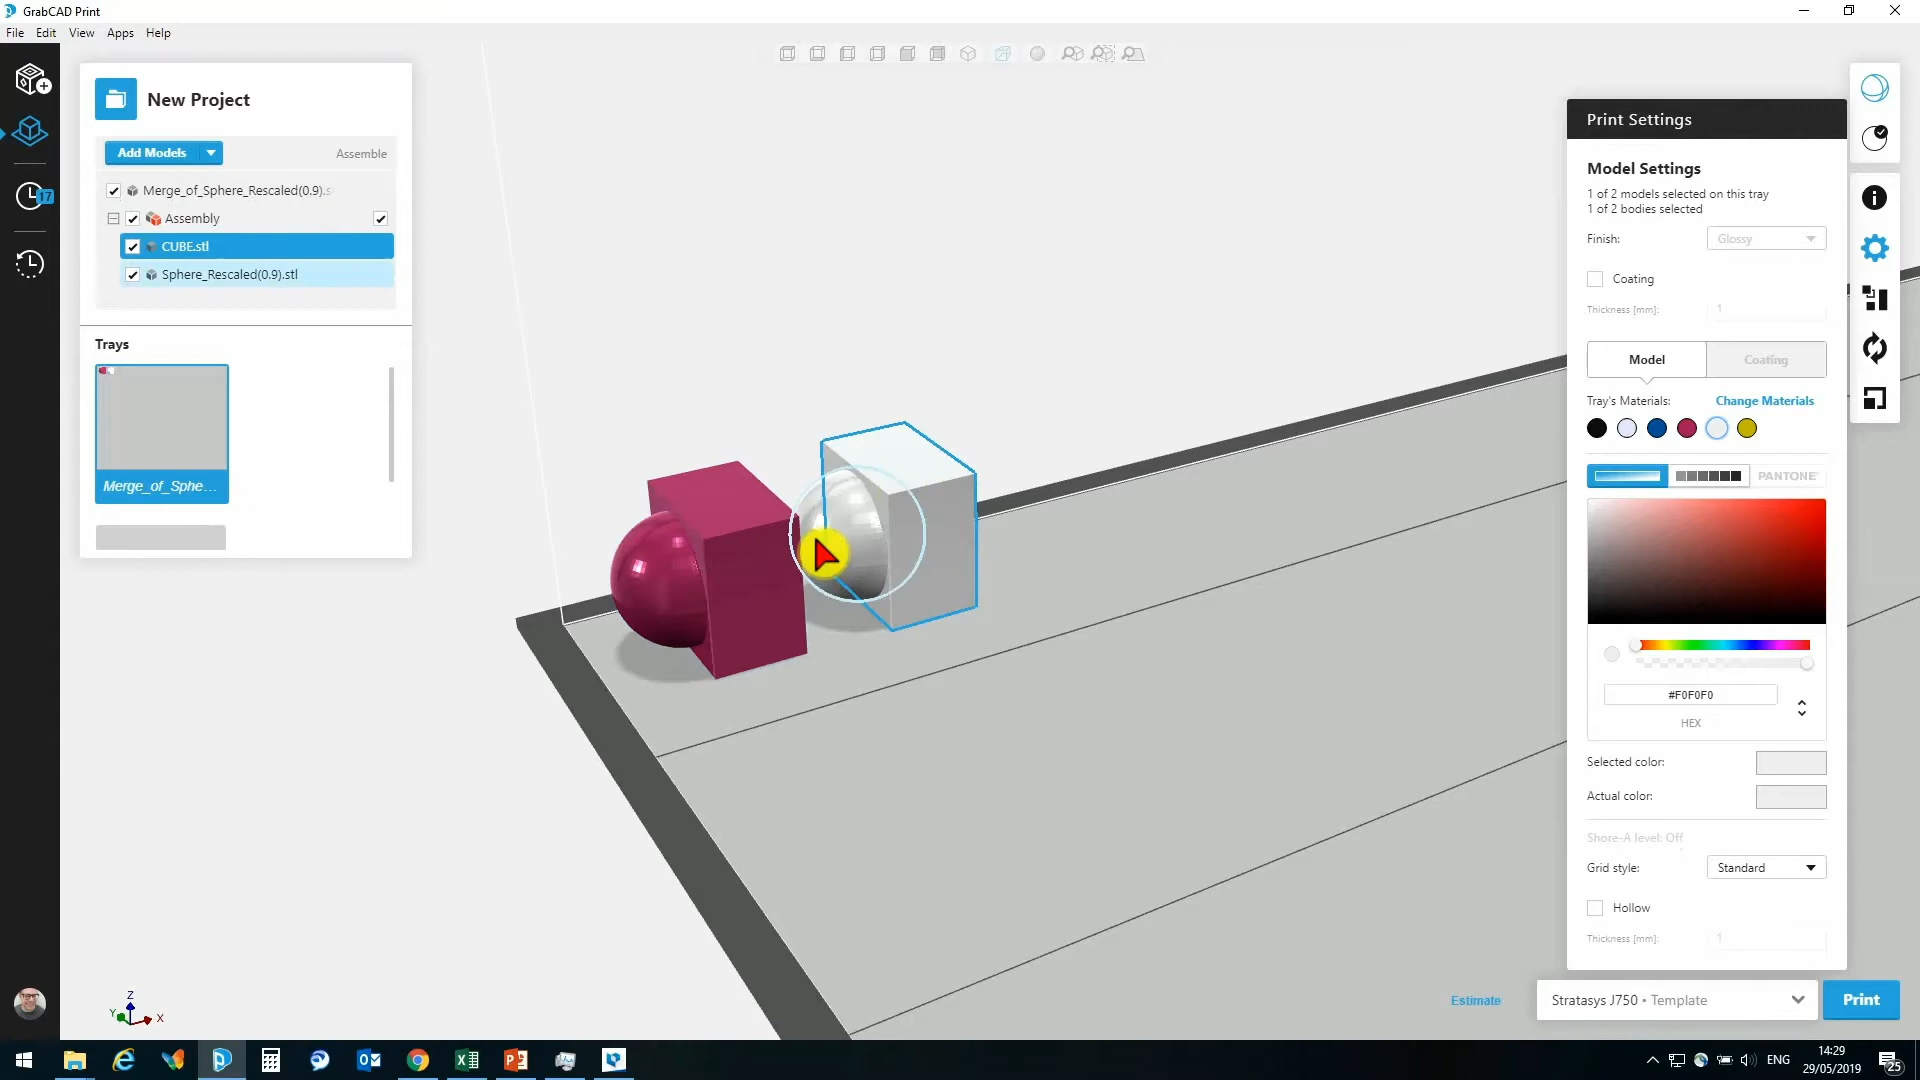 GrabCAD Print
File Edit View Apps Help
New Project
Add Models
Assemble
Merge_of_Sphere_Rescaled(0.9).s
Assembly
CUBE.stl
Sphere_Rescaled(0.9).stl
Trays
Merge_of_Sphe...
17
Print Settings
Model Settings
1 of 2 models selected on this tray
1 of 2 bodies selected
Finish: Glossy
Coating
Thickness [mm]: 1
Model Coating
Tray's Materials: Change Materials
PANTONE
#F0F0F0
HEX
Selected color:
Actual color:
Shore-A level: Off
Grid style: Standard
Hollow
Thickness [mm]: 1
Estimate
Stratasys J750 • Template
Print
Z
Y
X
ENG
14:29
29/05/2019
25